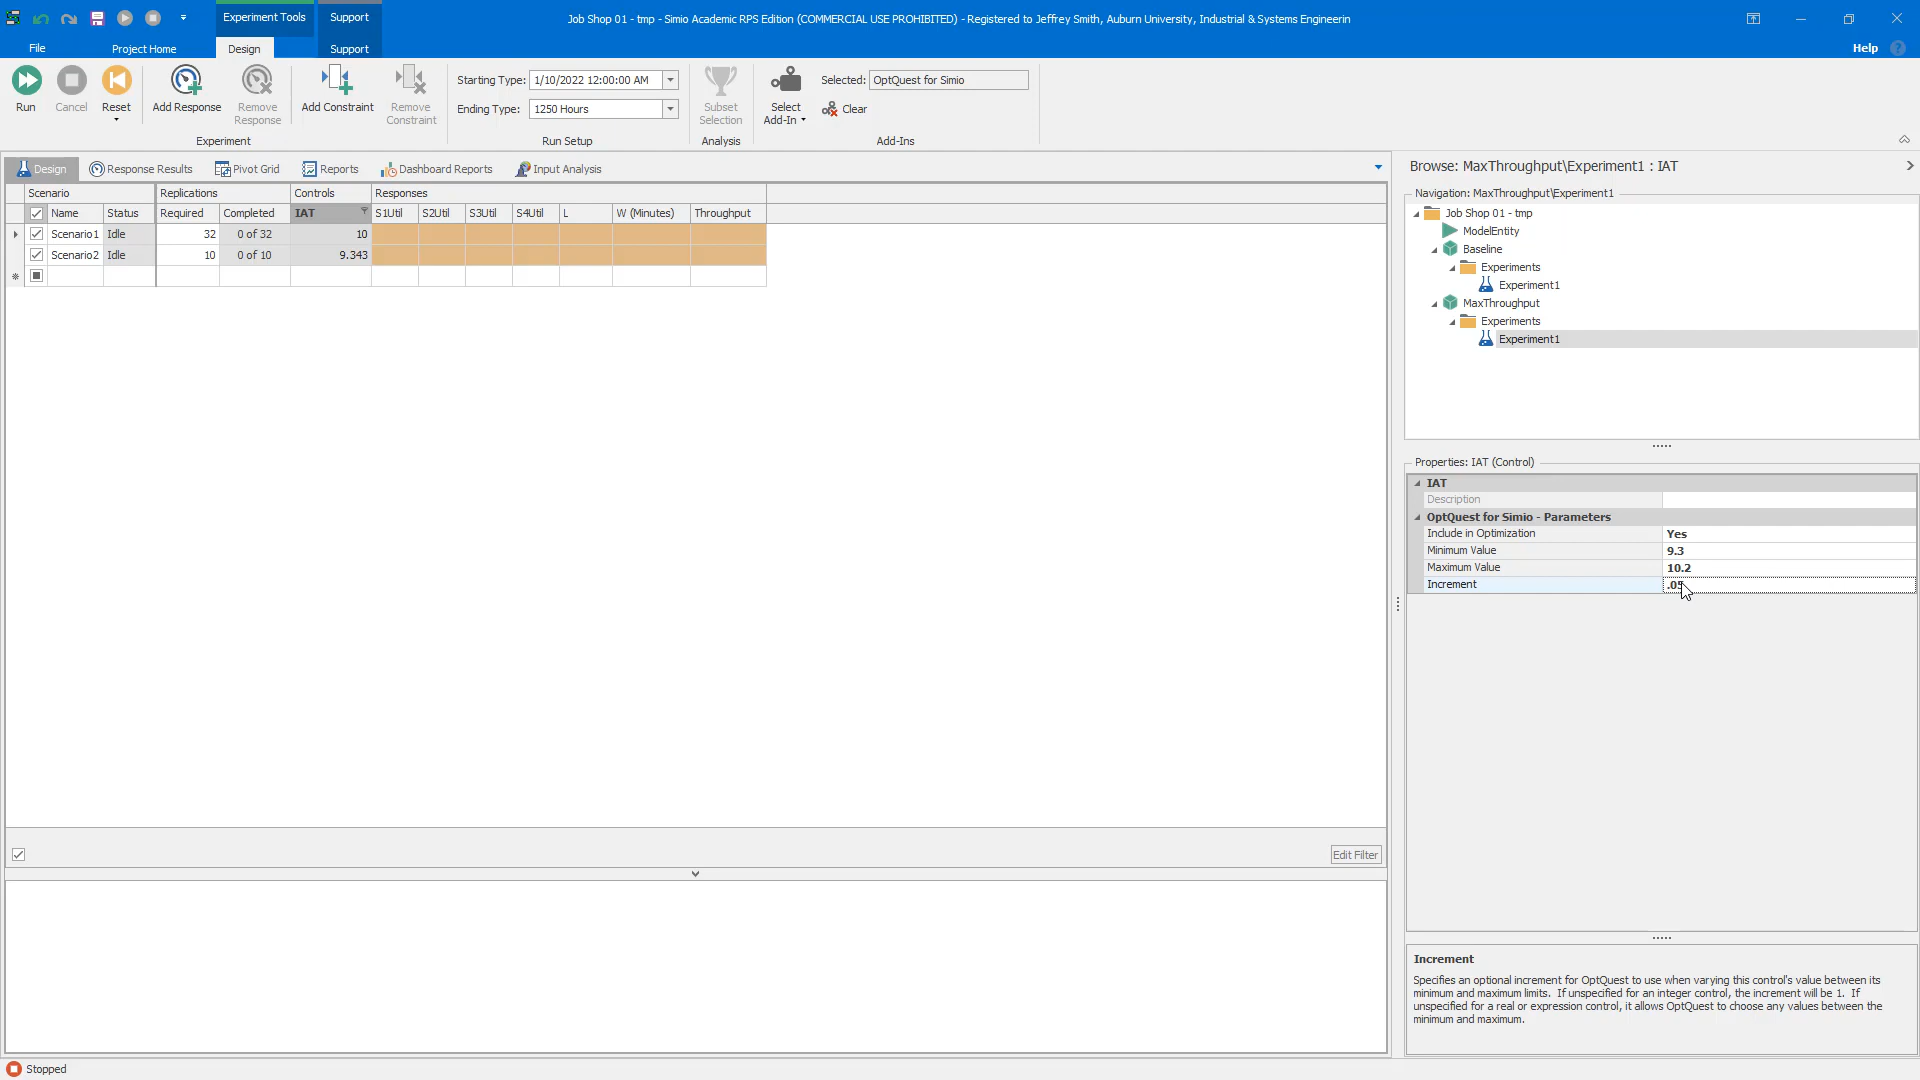 Experiment Tools
Support
Job Shop 01 - tmp - Simio Academic RPS Edition (COMMERCIAL USE PROHIBITED) - Registered to Jeffrey Smith, Auburn University, Industrial & Systems Engineerin
File
Project Home
Design
Support
Help
Run
Cancel
Reset
Add Response
Remove Response
Add Constraint
Remove Constraint
Starting Type: 1/10/2022 12:00:00 AM
Ending Type: 1250 Hours
Subset Selection
Select Add-In
Selected: OptQuest for Simio
Clear
Experiment
Run Setup
Analysis
Add-Ins
Design
Response Results
Pivot Grid
Reports
Dashboard Reports
Input Analysis
Scenario Replications Controls Responses
Name Status Required Completed IAT S1Util S2Util S3Util S4Util L W (Minutes) Throughput
Scenario1 Idle 32 0 of 32 10
Scenario2 Idle 10 0 of 10 9.343
Edit Filter
Browse: MaxThroughput\Experiment1 : IAT
Navigation: MaxThroughput\Experiment1
Job Shop 01 - tmp
ModelEntity
Baseline
Experiments
Experiment1
MaxThroughput
Experiments
Experiment1
Properties: IAT (Control)
IAT
Description
OptQuest for Simio - Parameters
Include in Optimization Yes
Minimum Value 9.3
Maximum Value 10.2
Increment .05
Increment
Specifies an optional increment for OptQuest to use when varying this control's value between its
minimum and maximum limits. If unspecified for an integer control, the increment will be 1. If
unspecified for a real or expression control, it allows OptQuest to choose any values between the
minimum and maximum.
Stopped